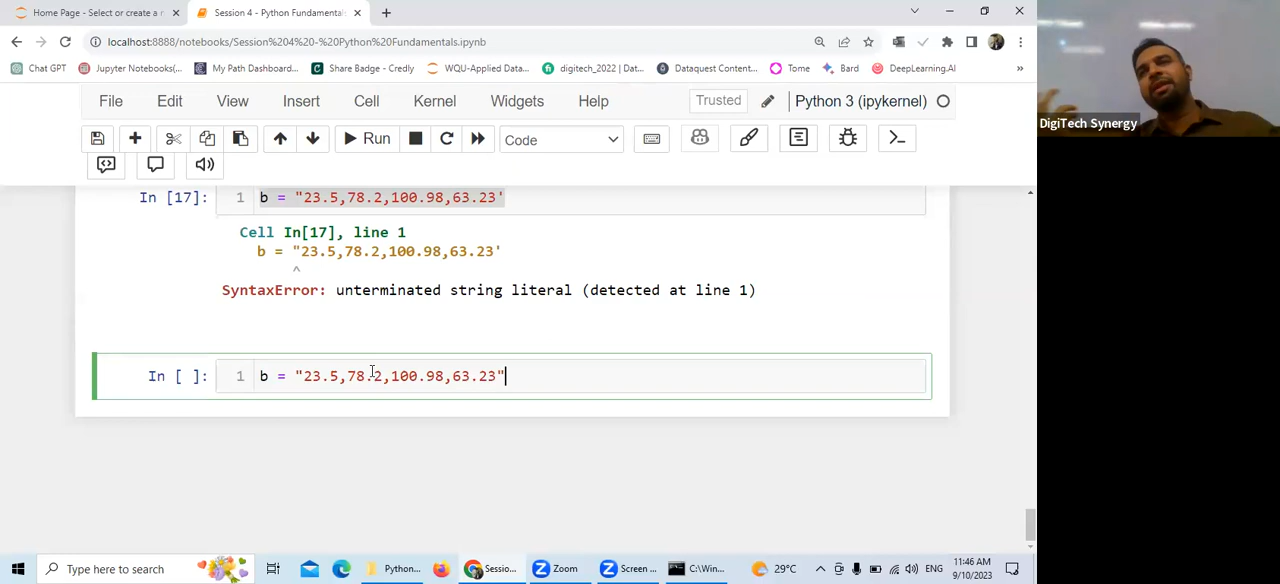 Home Page - Select or create a n
Session 4 - Python Fundamentals
localhost:8888/notebooks/Session%204%20-%20Python%20Fundamentals.ipynb
Chat GPT
Jupyter Notebooks(...
My Path Dashboard...
Share Badge - Credly
WQU-Applied Data...
digitech_2022 | Dat...
Dataquest Content...
Tome
Bard
DeepLearning.AI
»
File
Edit
View
Insert
Cell
Kernel
Widgets
Help
Trusted
Python 3 (ipykernel)
Run
Code
DigiTech Synergy
In [17]: 1 b = "23.5,78.2,100.98,63.23'
Cell In[17], line 1
b = "23.5,78.2,100.98,63.23'
^
SyntaxError: unterminated string literal (detected at line 1)
In [ ]: 1 b = "23.5,78.2,100.98,63.23"
Type here to search
Python...
Sessio...
Zoom
Screen ...
C:\Win...
29°C
ENG
11:46 AM
9/10/2023